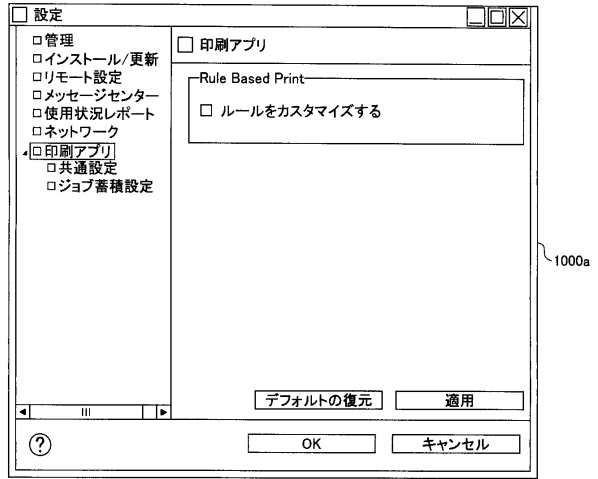 設定
管理
インストール/更新
リモート設定
メッセージセンター
使用状況レポート
ネットワーク
印刷アプリ
共通設定
ジョブ蓄積設定
印刷アプリ
Rule Based Print
ルールをカスタマイズする
デフォルトの復元
適用
?
OK
キャンセル
1000a